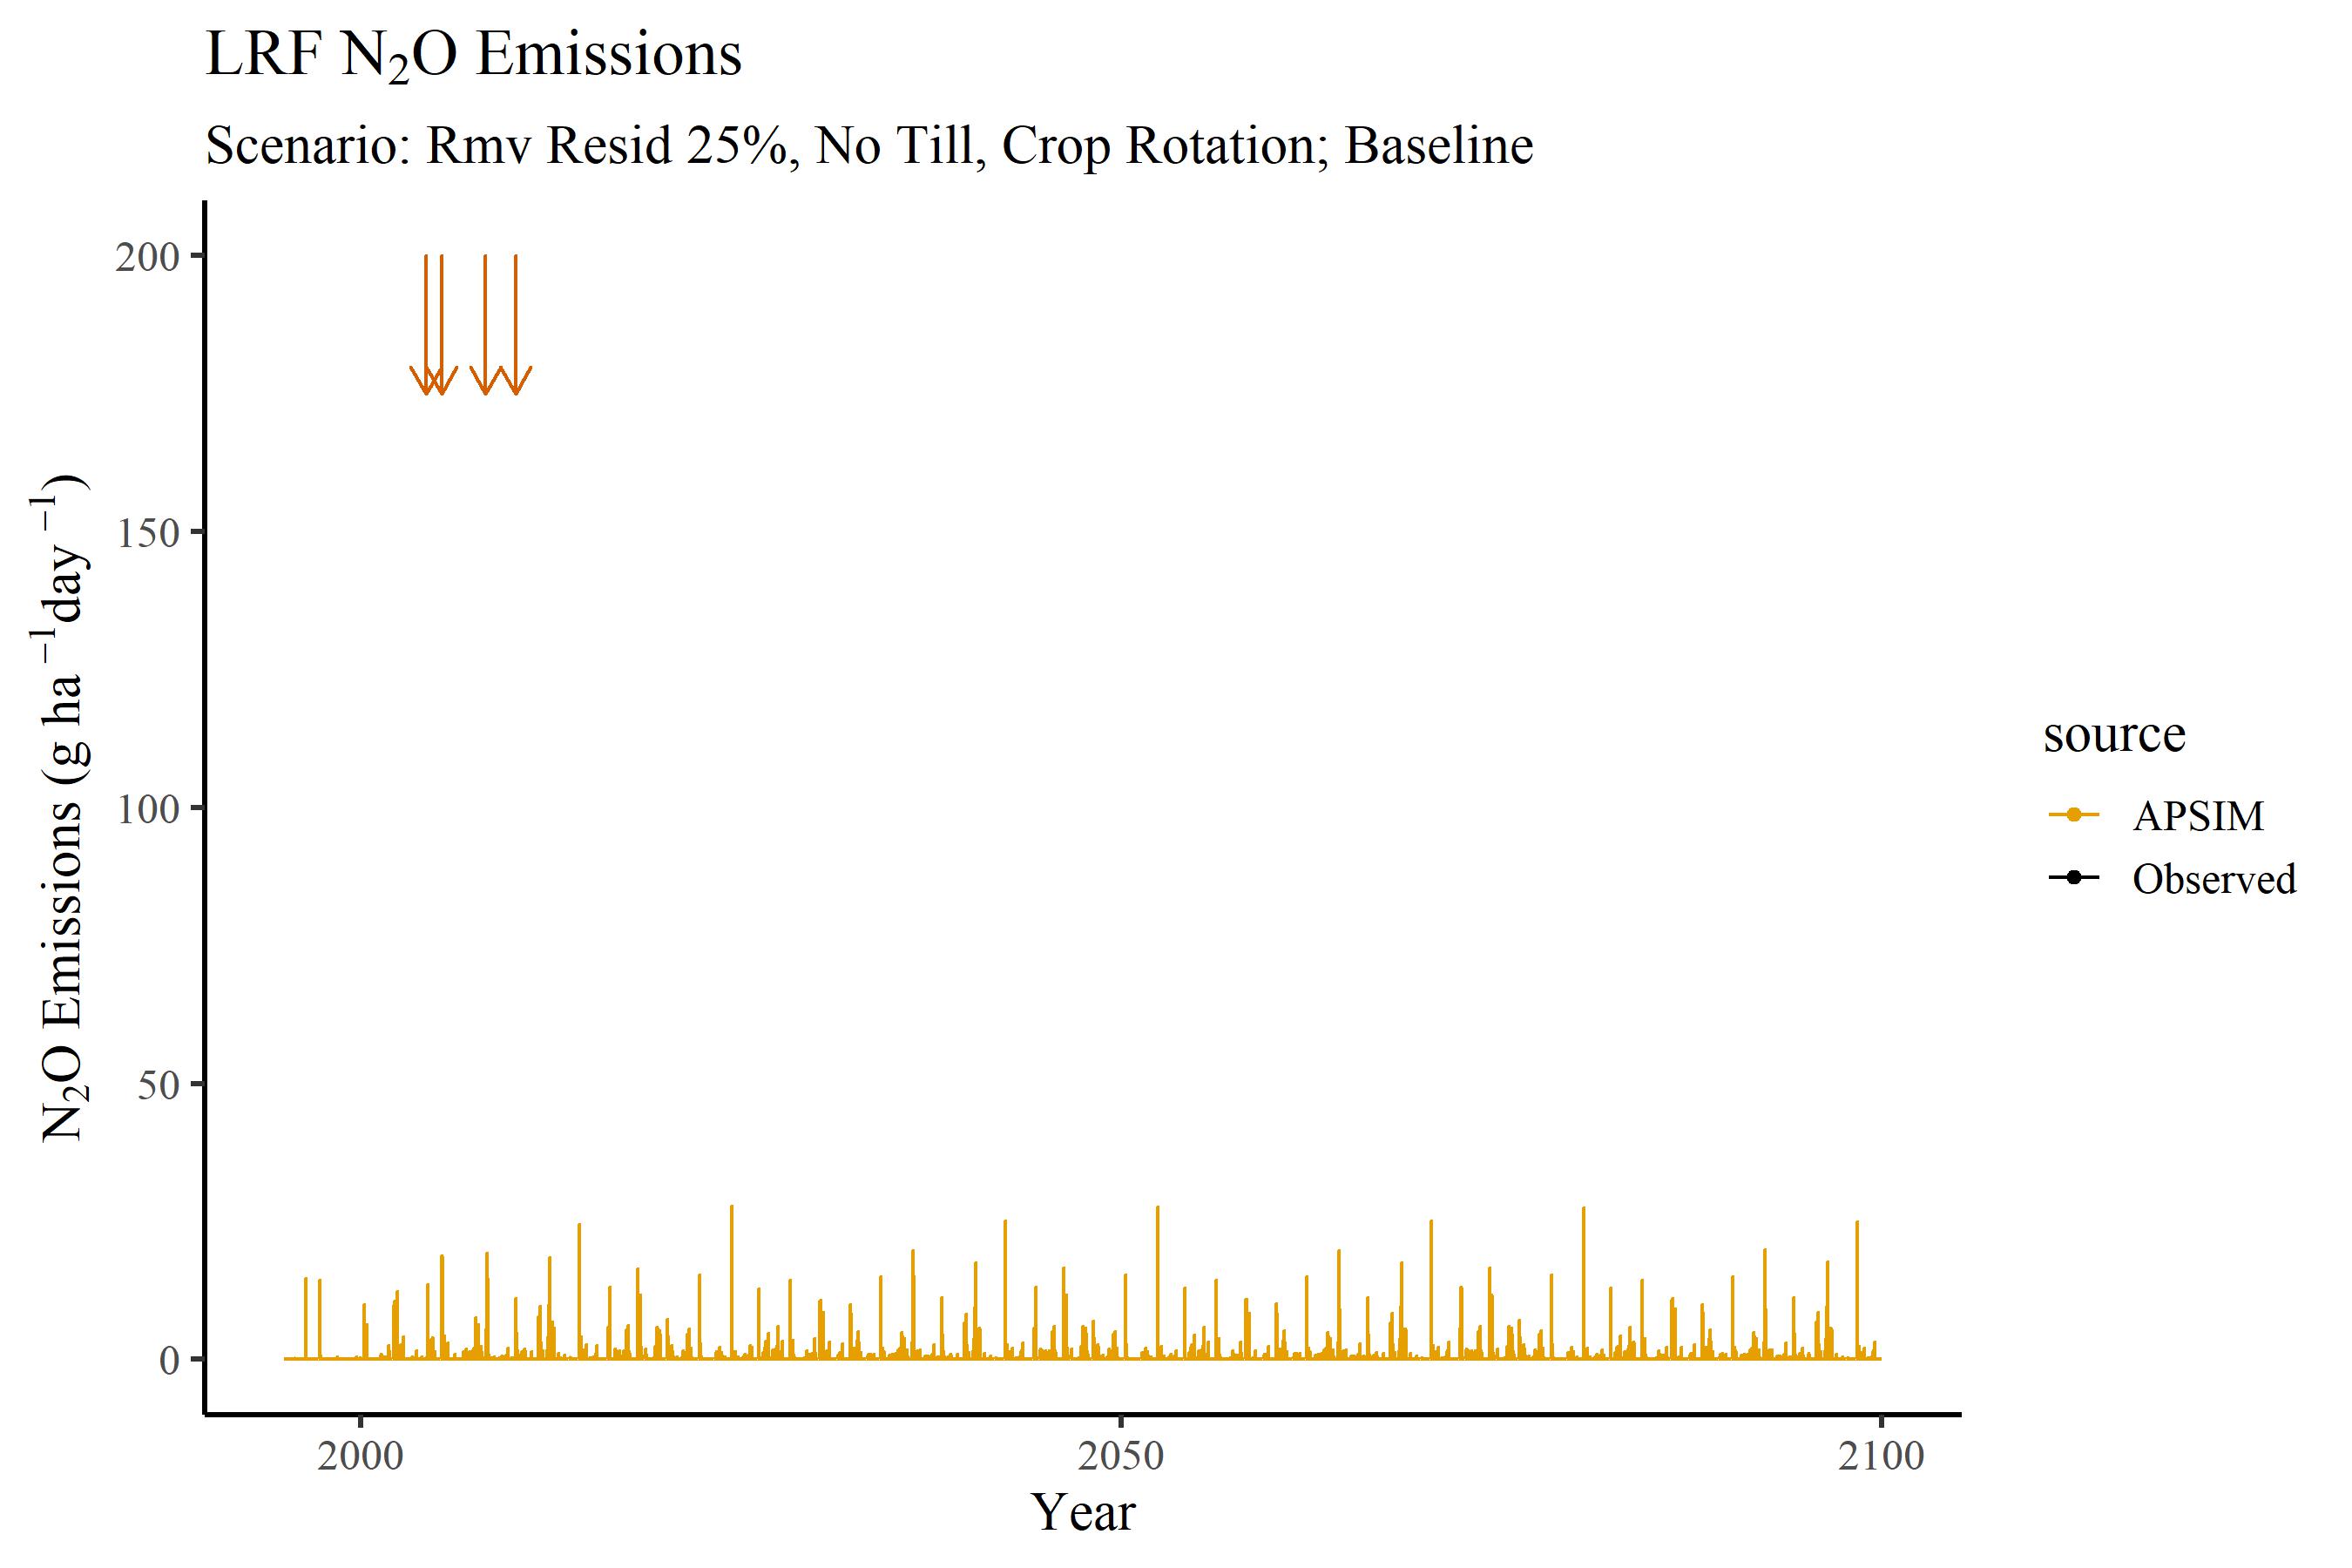 LRF N₂O Emissions
Scenario: Rmv Resid 25%, No Till, Crop Rotation; Baseline
N₂O Emissions (g ha ⁻¹day ⁻¹)
200
150
100
50
0
2000 2050 2100
Year
source
APSIM
Observed